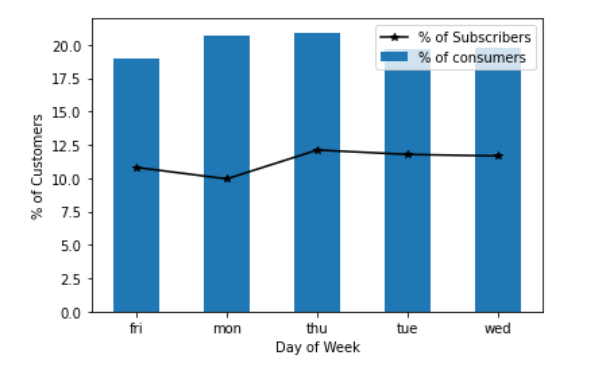 % of Subscribers
% of consumers
% of Customers
20.0
17.5
15.0
12.5
10.0
7.5
5.0
2.5
0.0
fri mon thu tue wed
Day of Week